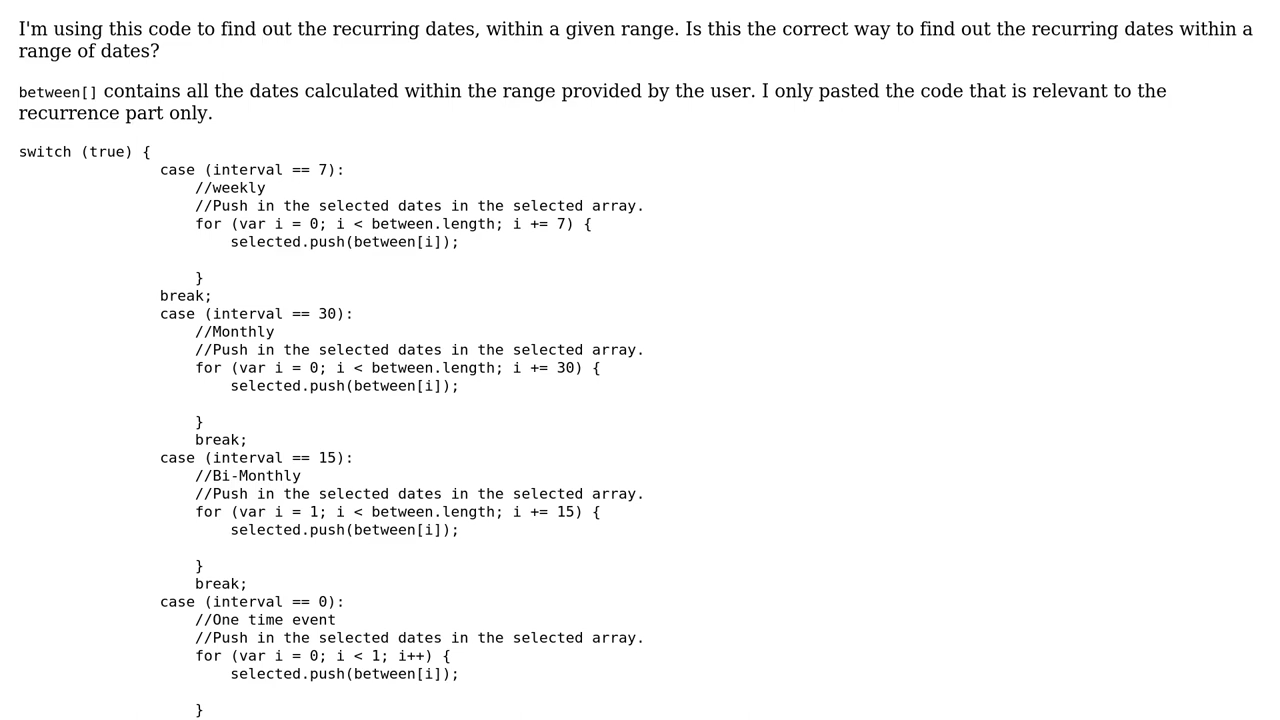 I'm using this code to find out the recurring dates, within a given range. Is this the correct way to find out the recurring dates within a
range of dates?
between[] contains all the dates calculated within the range provided by the user. I only pasted the code that is relevant to the
recurrence part only.
switch (true) {
                case (interval == 7):
                    //weekly
                    //Push in the selected dates in the selected array.
                    for (var i = 0; i < between.length; i += 7) {
                        selected.push(between[i]);
                    }
                break;
                case (interval == 30):
                    //Monthly
                    //Push in the selected dates in the selected array.
                    for (var i = 0; i < between.length; i += 30) {
                        selected.push(between[i]);
                    }
                    break;
                case (interval == 15):
                    //Bi-Monthly
                    //Push in the selected dates in the selected array.
                    for (var i = 1; i < between.length; i += 15) {
                        selected.push(between[i]);
                    }
                    break;
                case (interval == 0):
                    //One time event
                    //Push in the selected dates in the selected array.
                    for (var i = 0; i < 1; i++) {
                        selected.push(between[i]);
                    }